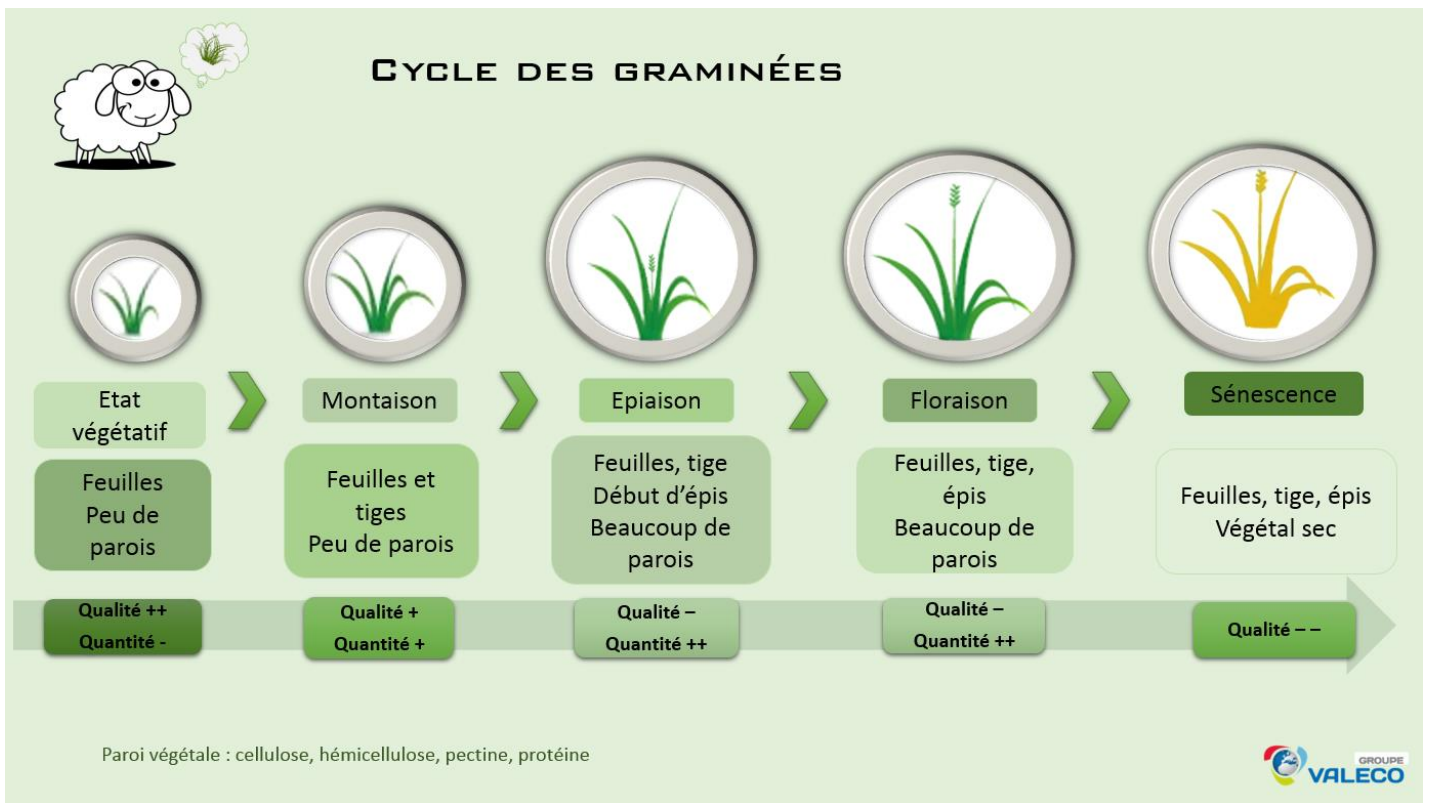 CYCLE DES GRAMINÉES
Etat
végétatif
Montaison
Epiaison
Floraison
Sénescence
Feuilles
Peu de
parois
Feuilles et
tiges
Peu de parois
Feuilles, tige
Début d’épis
Beaucoup de
parois
Feuilles, tige,
épis
Beaucoup de
parois
Feuilles, tige, épis
Végétal sec
Qualité ++
Quantité -
Qualité +
Quantité +
Qualité –
Quantité ++
Qualité –
Quantité ++
Qualité – –
Paroi végétale : cellulose, hémicellulose, pectine, protéine
GROUPE
VALECO